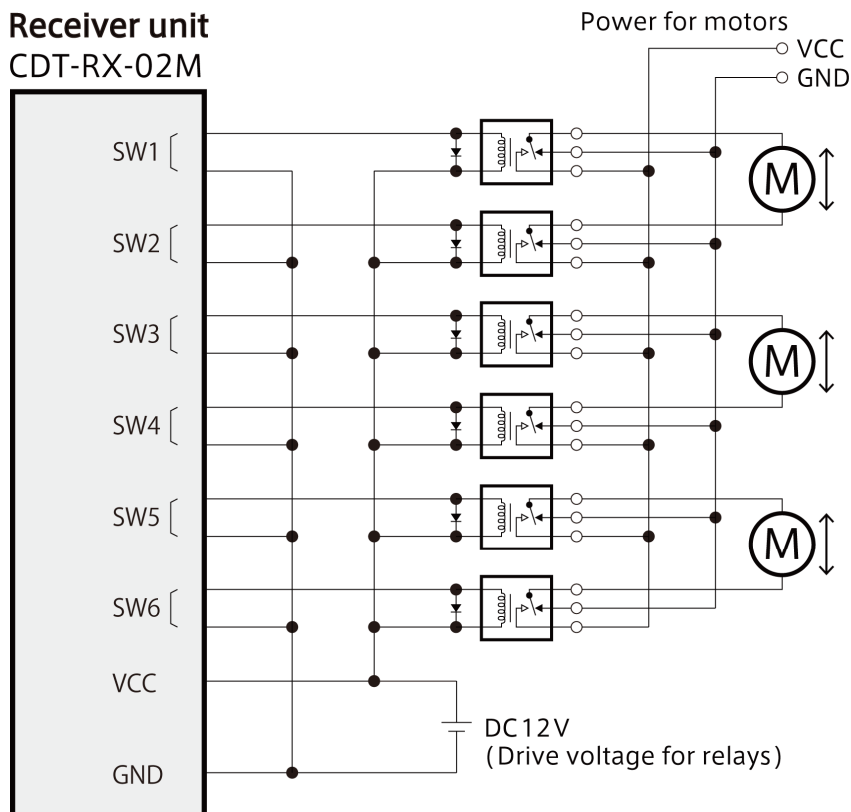 Receiver unit
CDT-RX-02M
Power for motors
VCC
GND
SW1
M
SW2
SW3
M
SW4
SW5
M
SW6
VCC
DC12V
(Drive voltage for relays)
GND